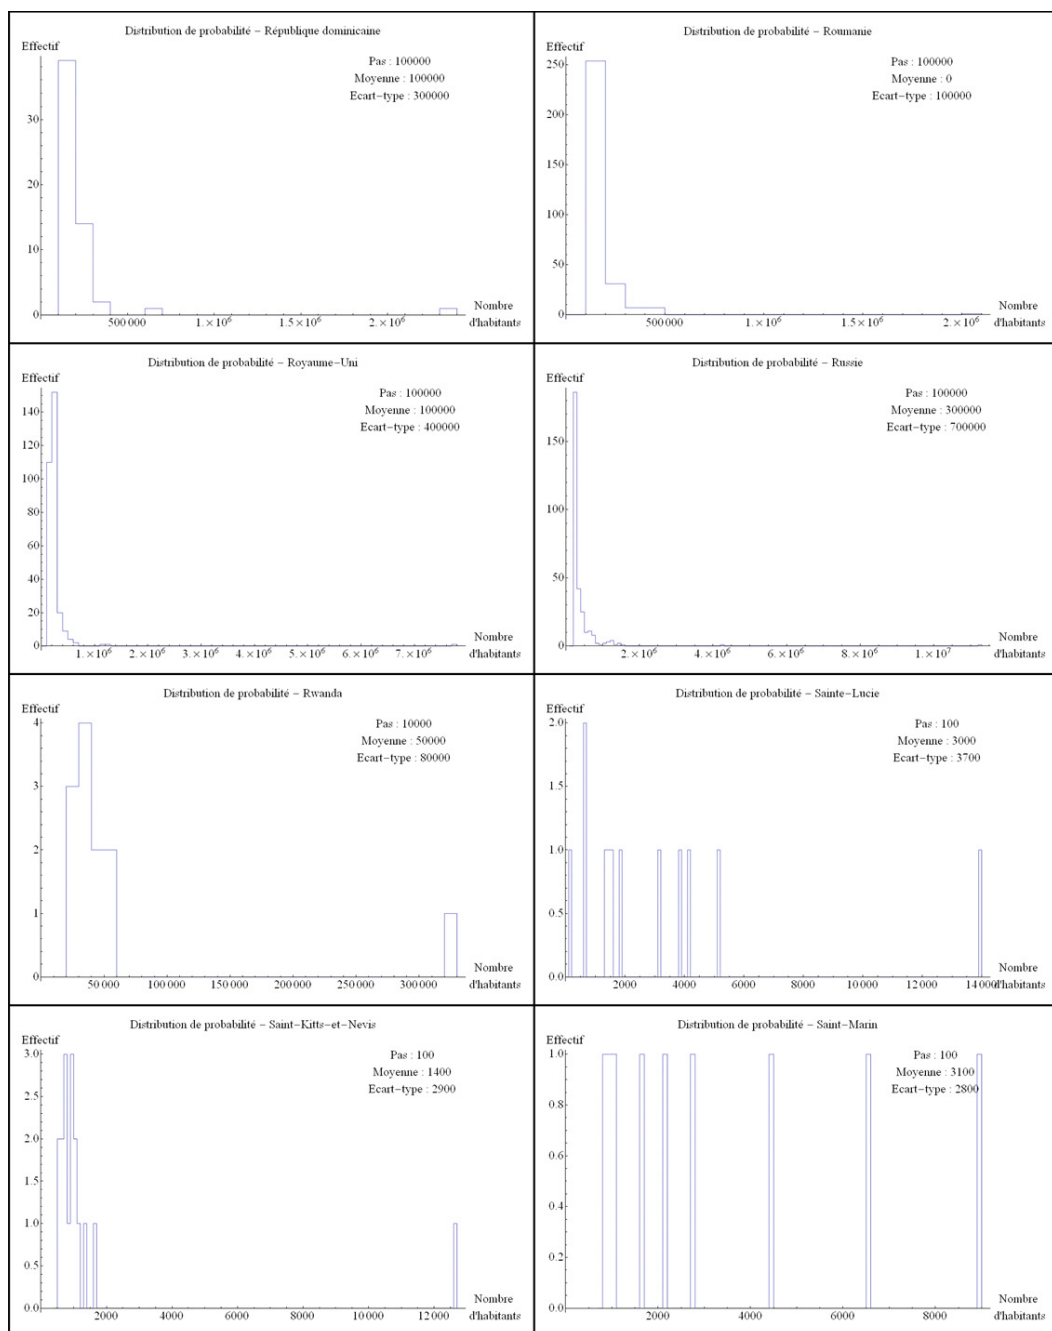 Distribution de probabilité − République dominicaine
Effectif
Pas : 100000
Moyenne : 100000
Ecart−type : 300000
30
20
10
0
500 000
1. × 10⁶
1.5 × 10⁶
2. × 10⁶
Nombre
d'habitants
Distribution de probabilité − Roumanie
Effectif
Pas : 100000
Moyenne : 0
Ecart−type : 100000
250
200
150
100
50
0
500 000
1. × 10⁶
1.5 × 10⁶
2. × 10⁶
Nombre
d'habitants
Distribution de probabilité − Royaume−Uni
Effectif
Pas : 100000
Moyenne : 100000
Ecart−type : 400000
140
120
100
80
60
40
20
0
1. × 10⁶
2. × 10⁶
3. × 10⁶
4. × 10⁶
5. × 10⁶
6. × 10⁶
7. × 10⁶
Nombre
d'habitants
Distribution de probabilité − Russie
Effectif
Pas : 100000
Moyenne : 300000
Ecart−type : 700000
150
100
50
0
2. × 10⁶
4. × 10⁶
6. × 10⁶
8. × 10⁶
1. × 10⁷
Nombre
d'habitants
Distribution de probabilité − Rwanda
Effectif
Pas : 10000
Moyenne : 50000
Ecart−type : 80000
4
3
2
1
0
50 000
100 000
150 000
200 000
250 000
300 000
Nombre
d'habitants
Distribution de probabilité − Sainte−Lucie
Effectif
Pas : 100
Moyenne : 3000
Ecart−type : 3700
2.0
1.5
1.0
0.5
0.0
2000
4000
6000
8000
10 000
12 000
14 000
Nombre
d'habitants
Distribution de probabilité − Saint−Kitts−et−Nevis
Effectif
Pas : 100
Moyenne : 1400
Ecart−type : 2900
3.0
2.5
2.0
1.5
1.0
0.5
0.0
2000
4000
6000
8000
10 000
12 000
Nombre
d'habitants
Distribution de probabilité − Saint−Marin
Effectif
Pas : 100
Moyenne : 3100
Ecart−type : 2800
1.0
0.8
0.6
0.4
0.2
0.0
2000
4000
6000
8000
Nombre
d'habitants